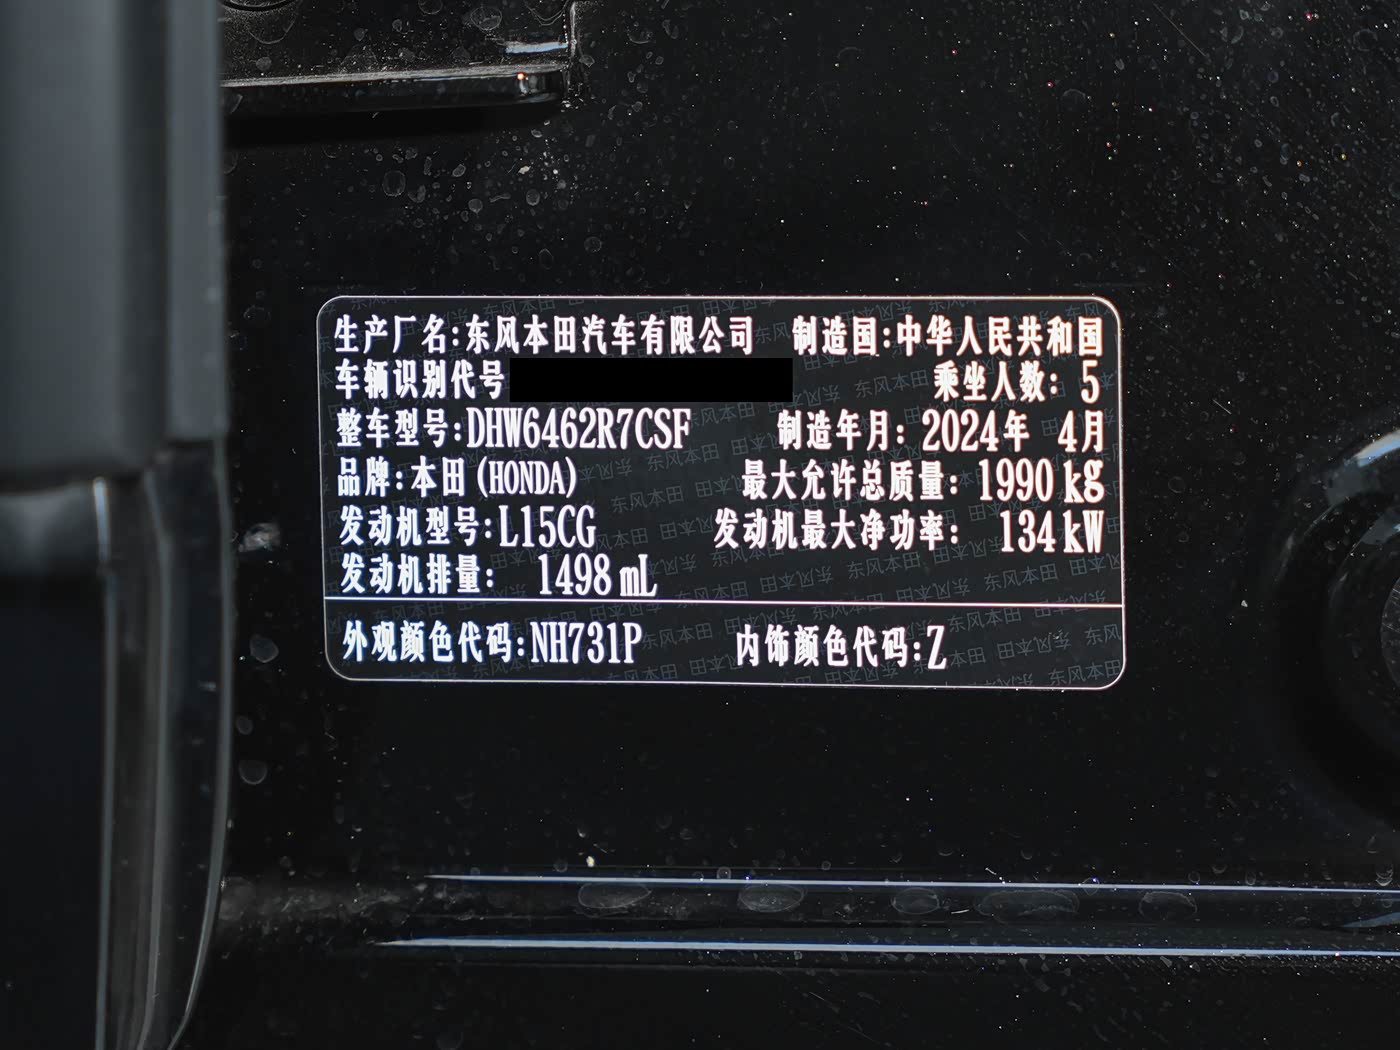 生产厂名:东风本田汽车有限公司 制造国:中华人民共和国
车辆识别代号 乘坐人数: 5
整车型号:DHW6462R7CSF 制造年月: 2024年 4月
品牌:本田(HONDA) 最大允许总质量: 1990 kg
发动机型号:L15CG 发动机最大净功率: 134 kW
发动机排量: 1498 mL
外观颜色代码:NH731P 内饰颜色代码:Z